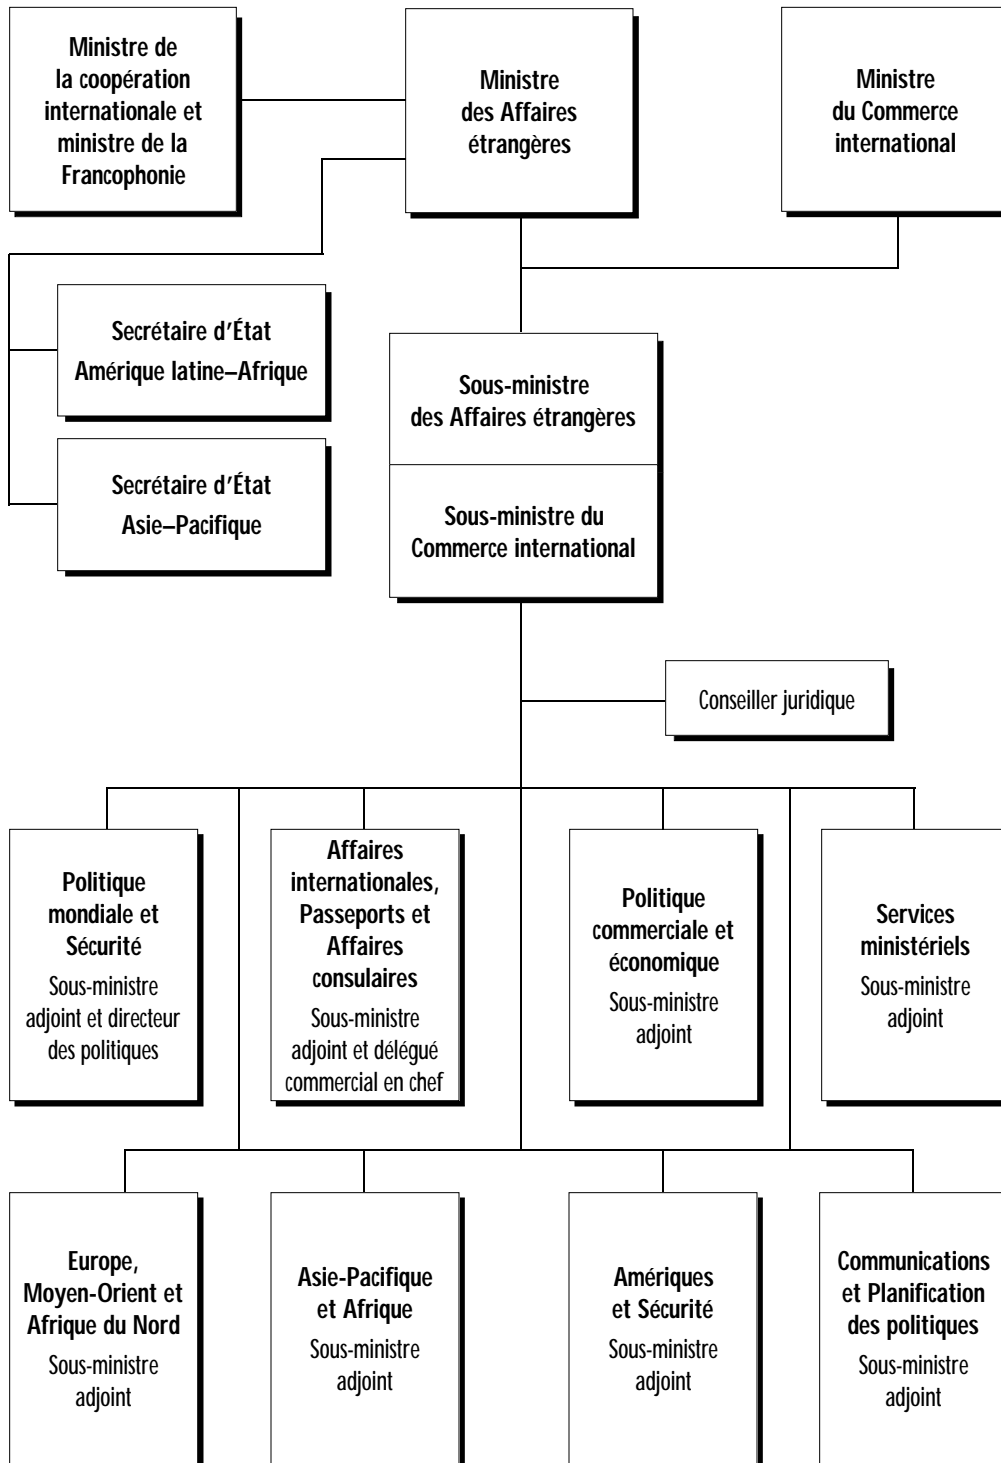 Ministre de
la coopération
internationale et
ministre de la
Francophonie
Ministre
des Affaires
étrangères
Ministre
du Commerce
international
Secrétaire d'État
Amérique latine–Afrique
Secrétaire d'État
Asie–Pacifique
Sous-ministre
des Affaires étrangères
Sous-ministre du
Commerce international
Conseiller juridique
Politique
mondiale et
Sécurité
Sous-ministre
adjoint et directeur
des politiques
Affaires
internationales,
Passeports et
Affaires
consulaires
Sous-ministre
adjoint et délégué
commercial en chef
Politique
commerciale et
économique
Sous-ministre
adjoint
Services
ministériels
Sous-ministre
adjoint
Europe,
Moyen-Orient et
Afrique du Nord
Sous-ministre
adjoint
Asie-Pacifique
et Afrique
Sous-ministre
adjoint
Amériques
et Sécurité
Sous-ministre
adjoint
Communications
et Planification
des politiques
Sous-ministre
adjoint